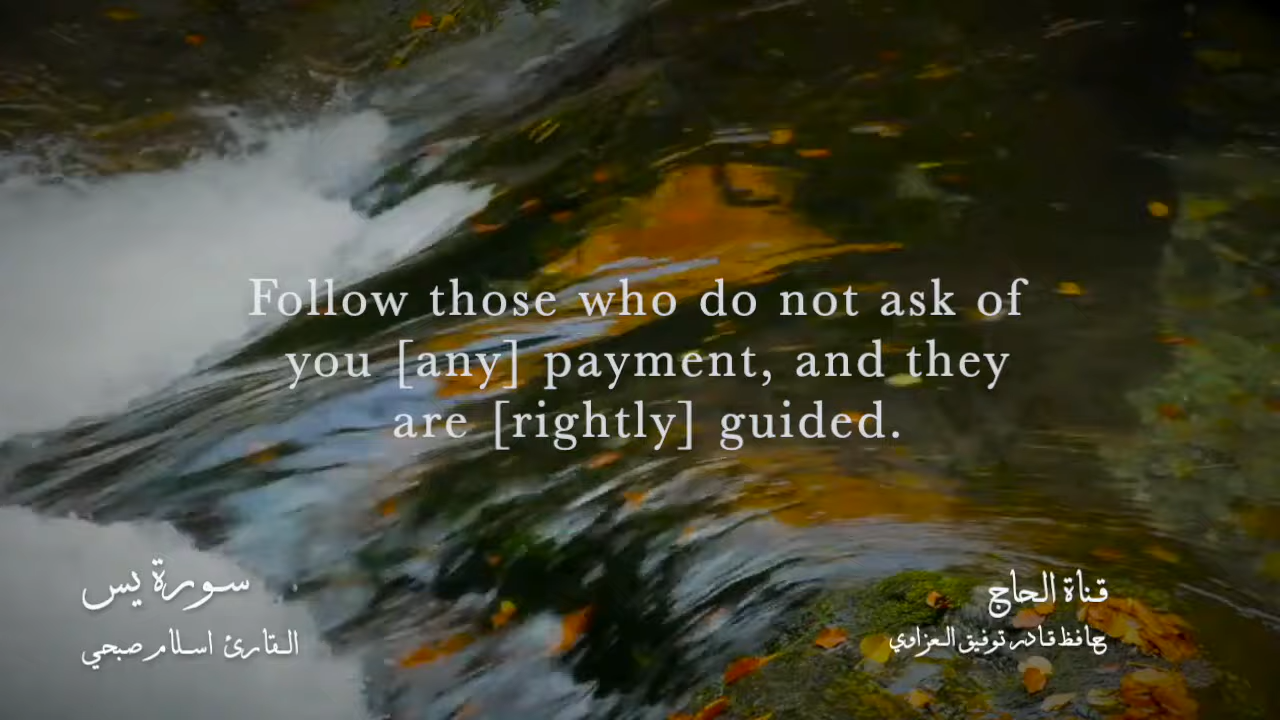 Follow those who do not ask of
you [any] payment, and they
are [rightly] guided.
سورة يس
القارئ اسلام صبحي
قناة الحاج
حافظ قادر توفيق العزاوي